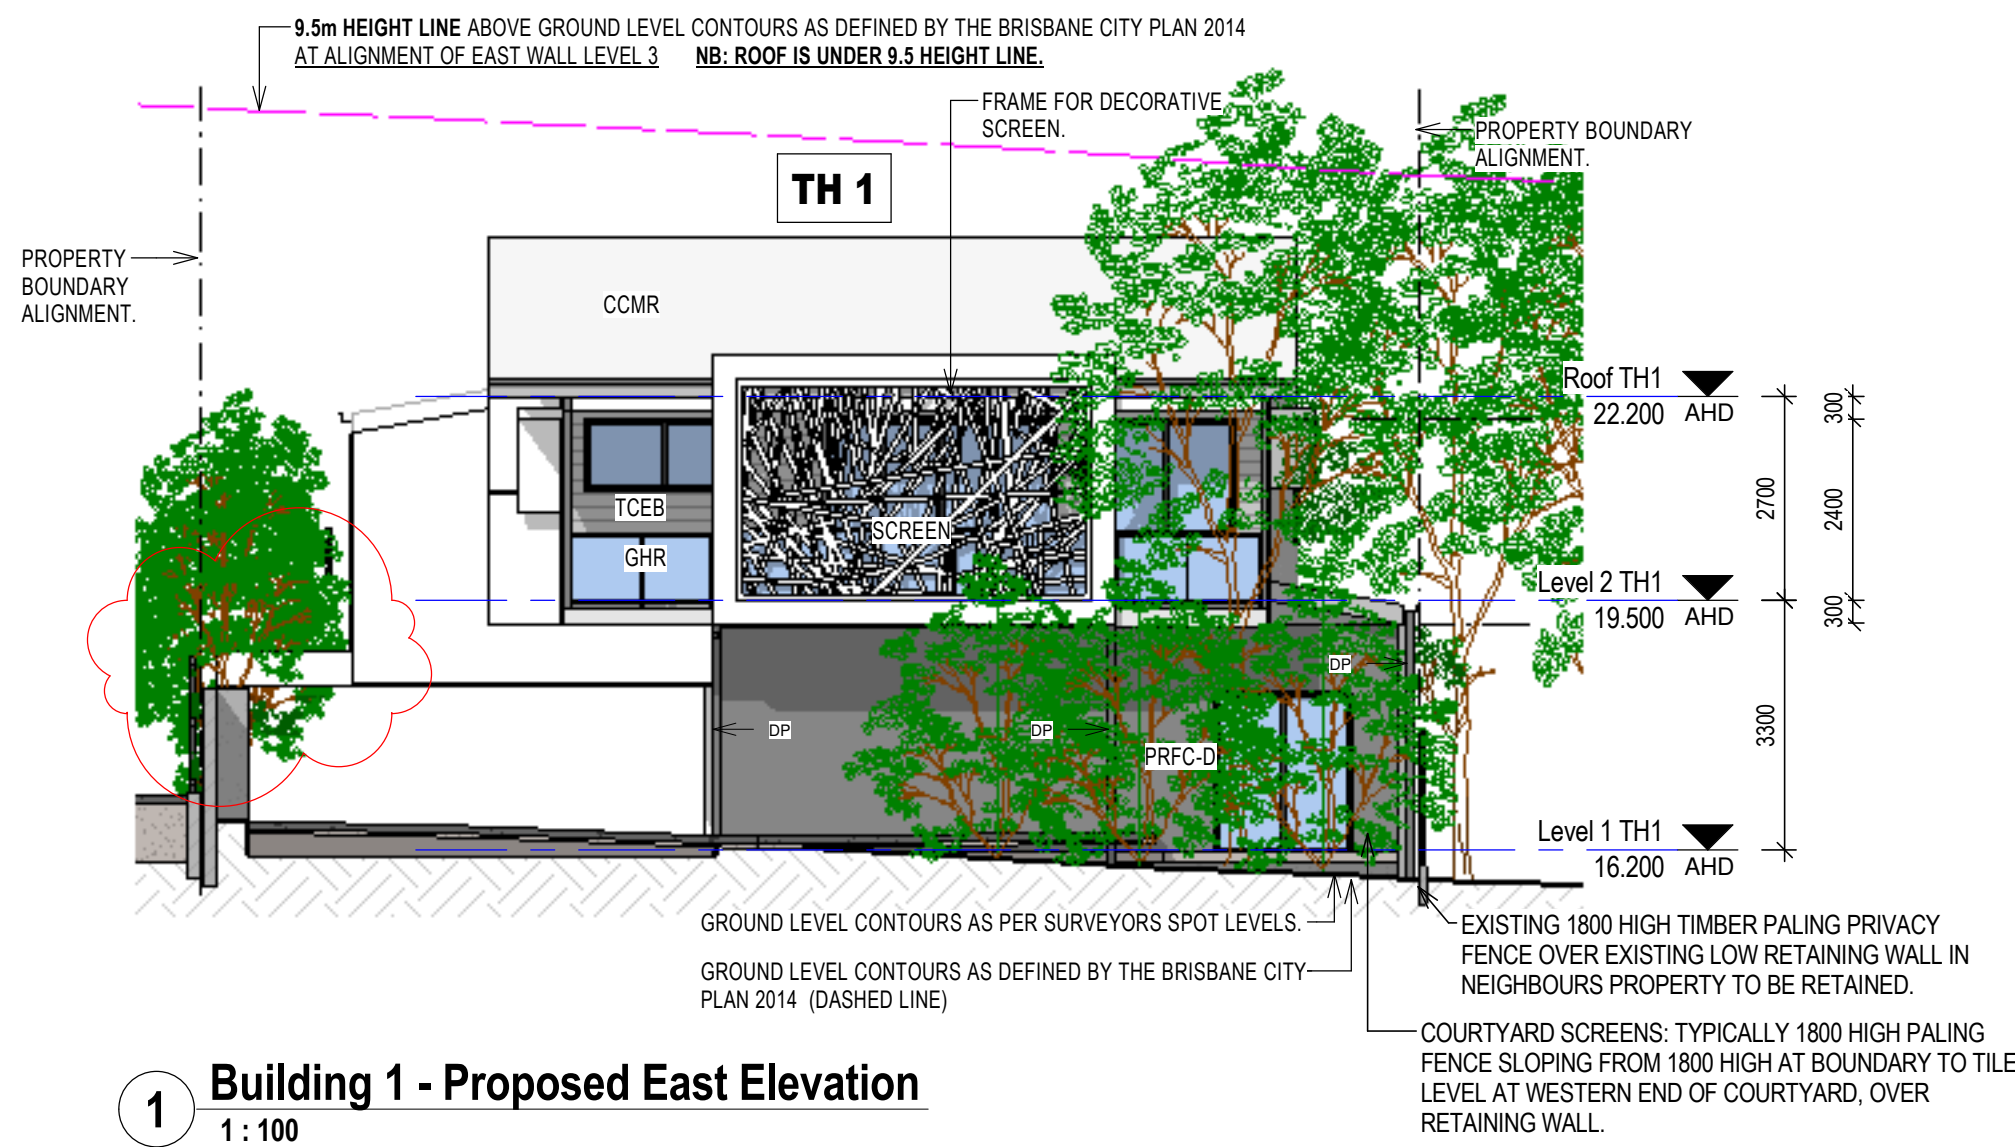 9.5m HEIGHT LINE ABOVE GROUND LEVEL CONTOURS AS DEFINED BY THE BRISBANE CITY PLAN 2014
AT ALIGNMENT OF EAST WALL LEVEL 3 NB: ROOF IS UNDER 9.5 HEIGHT LINE.
FRAME FOR DECORATIVE
SCREEN.
PROPERTY BOUNDARY
ALIGNMENT.
TH 1
PROPERTY
BOUNDARY
ALIGNMENT.
CCMR
Roof TH1
22.200 AHD
300
2700
2400
TCEB
SCREEN
GHR
Level 2 TH1
19.500 AHD
300
DP
DP
DP
PRFC-D
3300
Level 1 TH1
16.200 AHD
GROUND LEVEL CONTOURS AS PER SURVEYORS SPOT LEVELS.
GROUND LEVEL CONTOURS AS DEFINED BY THE BRISBANE CITY
PLAN 2014 (DASHED LINE)
EXISTING 1800 HIGH TIMBER PALING PRIVACY
FENCE OVER EXISTING LOW RETAINING WALL IN
NEIGHBOURS PROPERTY TO BE RETAINED.
COURTYARD SCREENS: TYPICALLY 1800 HIGH PALING
FENCE SLOPING FROM 1800 HIGH AT BOUNDARY TO TILE
LEVEL AT WESTERN END OF COURTYARD, OVER
RETAINING WALL.
1 Building 1 - Proposed East Elevation
1 : 100